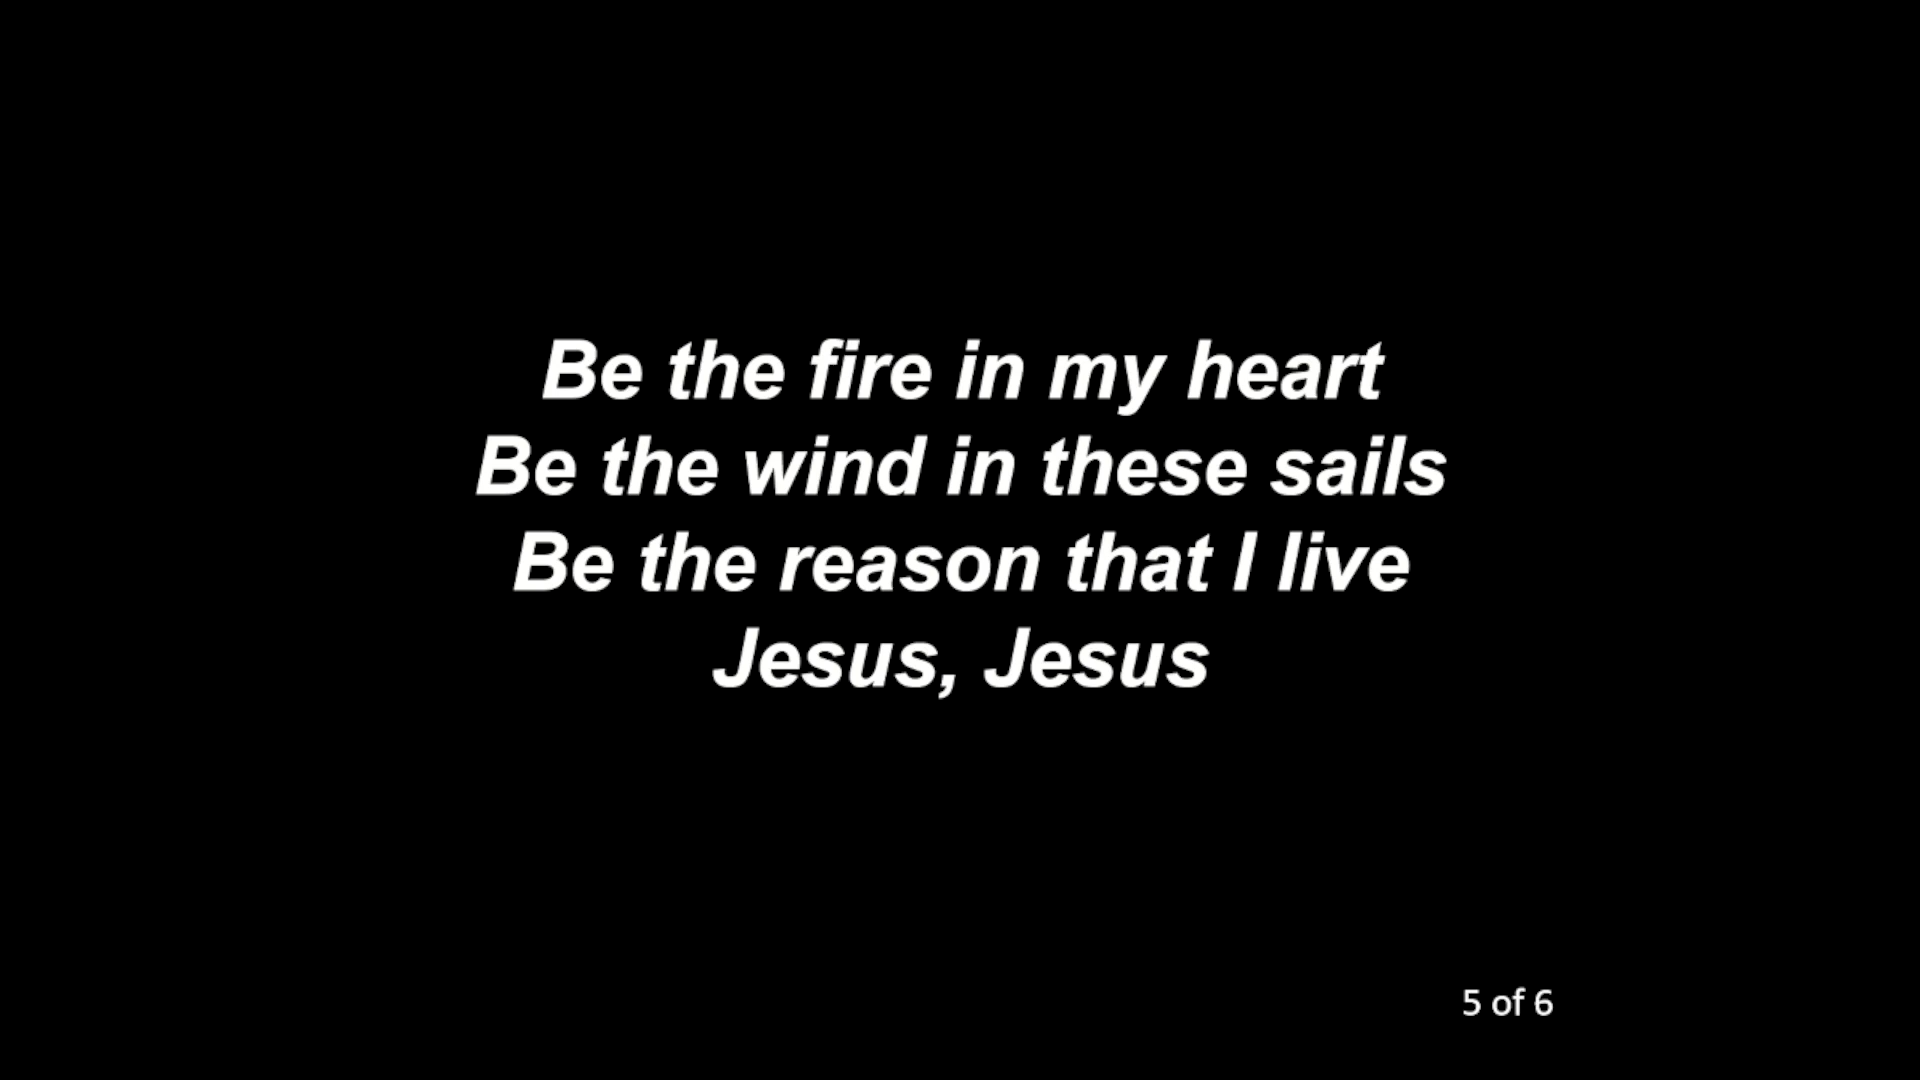 Be the fire in my heart
Be the wind in these sails
Be the reason that I live
Jesus, Jesus
5 of 6